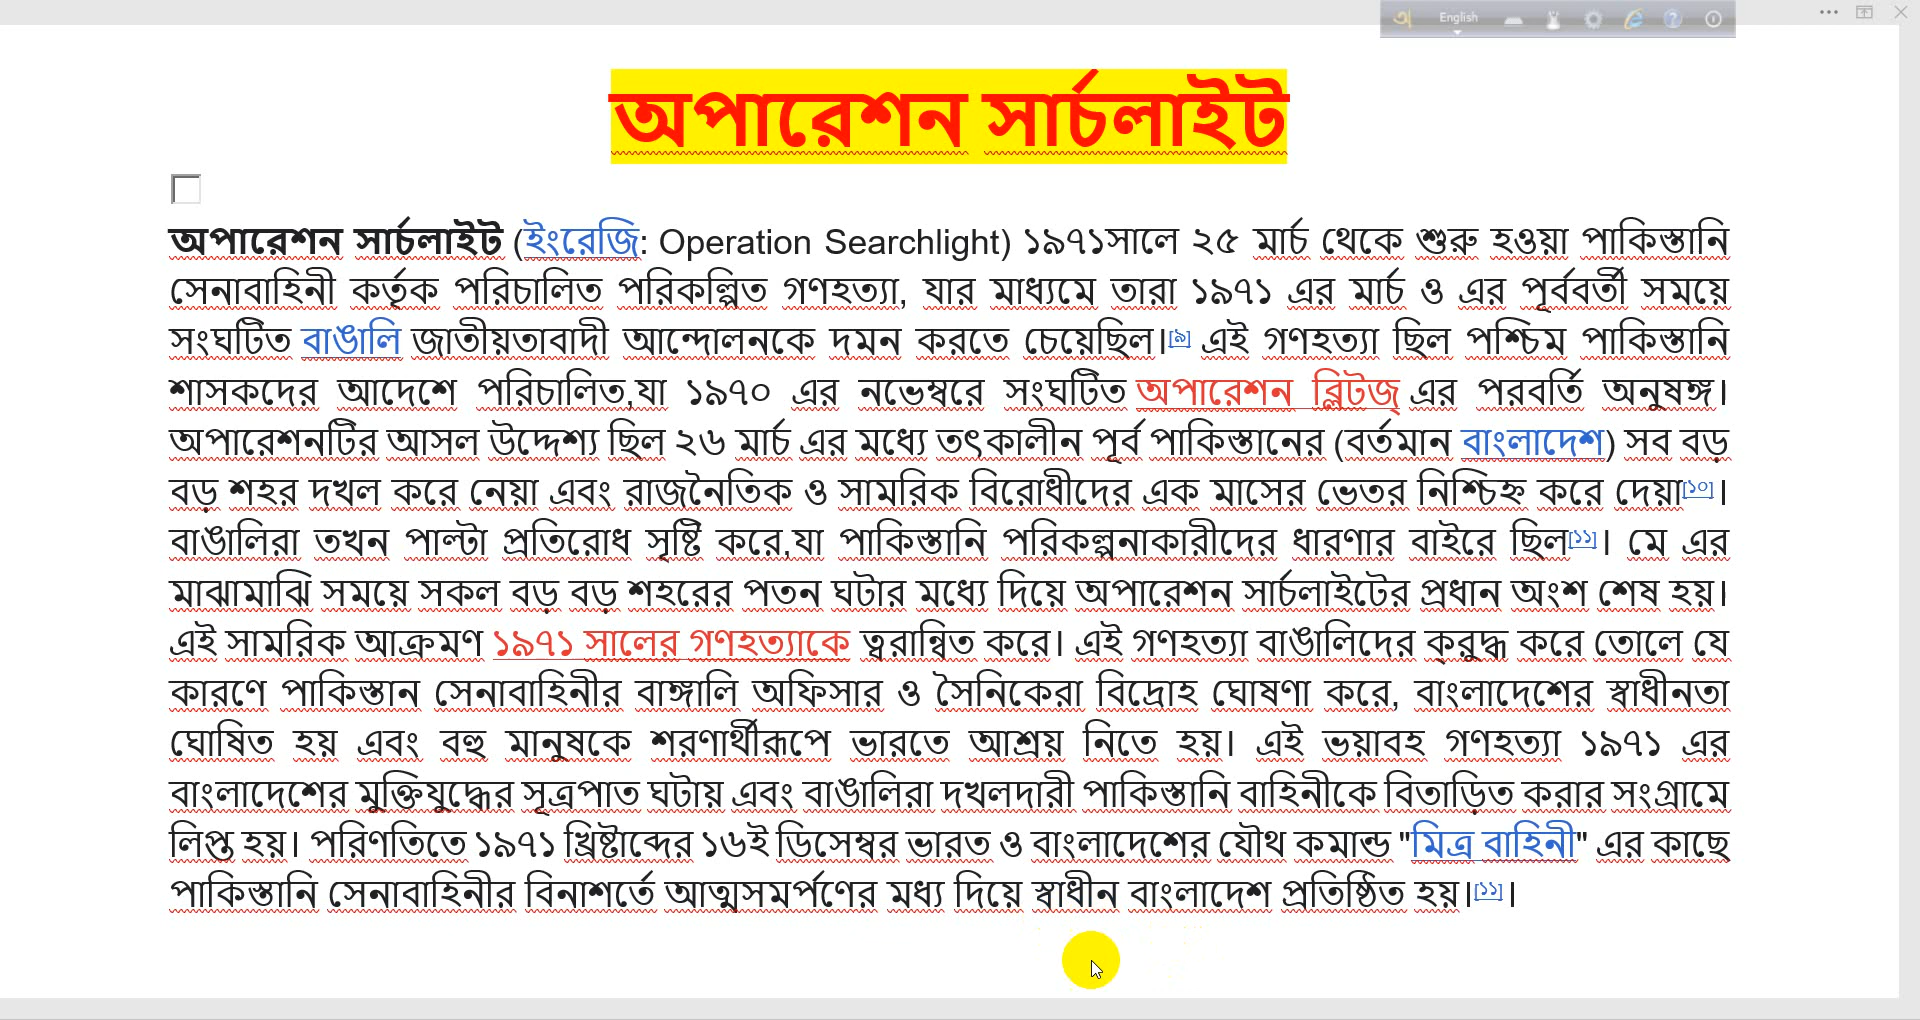 English
অপারেশন সার্চলাইট
অপারেশন সার্চলাইট (ইংরেজি: Operation Searchlight) ১৯৭১সালে ২৫ মার্চ থেকে শুরু হওয়া পাকিস্তানি
সেনাবাহিনী কর্তৃক পরিচালিত পরিকল্পিত গণহত্যা, যার মাধ্যমে তারা ১৯৭১ এর মার্চ ও এর পূর্ববর্তী সময়ে
সংঘটিত বাঙালি জাতীয়তাবাদী আন্দোলনকে দমন করতে চেয়েছিল।[৯] এই গণহত্যা ছিল পশ্চিম পাকিস্তানি
শাসকদের আদেশে পরিচালিত,যা ১৯৭০ এর নভেম্বরে সংঘটিত অপারেশন ব্লিটজ্ এর পরবর্তি অনুষঙ্গ।
অপারেশনটির আসল উদ্দেশ্য ছিল ২৬ মার্চ এর মধ্যে তৎকালীন পূর্ব পাকিস্তানের (বর্তমান বাংলাদেশ) সব বড়
বড় শহর দখল করে নেয়া এবং রাজনৈতিক ও সামরিক বিরোধীদের এক মাসের ভেতর নিশ্চিহ্ন করে দেয়া[১০]।
বাঙালিরা তখন পাল্টা প্রতিরোধ সৃষ্টি করে,যা পাকিস্তানি পরিকল্পনাকারীদের ধারণার বাইরে ছিল[১১]। মে এর
মাঝামাঝি সময়ে সকল বড় বড় শহরের পতন ঘটার মধ্যে দিয়ে অপারেশন সার্চলাইটের প্রধান অংশ শেষ হয়।
এই সামরিক আক্রমণ ১৯৭১ সালের গণহত্যাকে ত্বরান্বিত করে। এই গণহত্যা বাঙালিদের ক্রুদ্ধ করে তোলে যে
কারণে পাকিস্তান সেনাবাহিনীর বাঙ্গালি অফিসার ও সৈনিকেরা বিদ্রোহ ঘোষণা করে, বাংলাদেশের স্বাধীনতা
ঘোষিত হয় এবং বহু মানুষকে শরণার্থীরূপে ভারতে আশ্রয় নিতে হয়। এই ভয়াবহ গণহত্যা ১৯৭১ এর
বাংলাদেশের মুক্তিযুদ্ধের সূত্রপাত ঘটায় এবং বাঙালিরা দখলদারী পাকিস্তানি বাহিনীকে বিতাড়িত করার সংগ্রামে
লিপ্ত হয়। পরিণতিতে ১৯৭১ খ্রিষ্টাব্দের ১৬ই ডিসেম্বর ভারত ও বাংলাদেশের যৌথ কমান্ড "মিত্র বাহিনী" এর কাছে
পাকিস্তানি সেনাবাহিনীর বিনাশর্তে আত্মসমর্পণের মধ্য দিয়ে স্বাধীন বাংলাদেশ প্রতিষ্ঠিত হয়।[১১]।